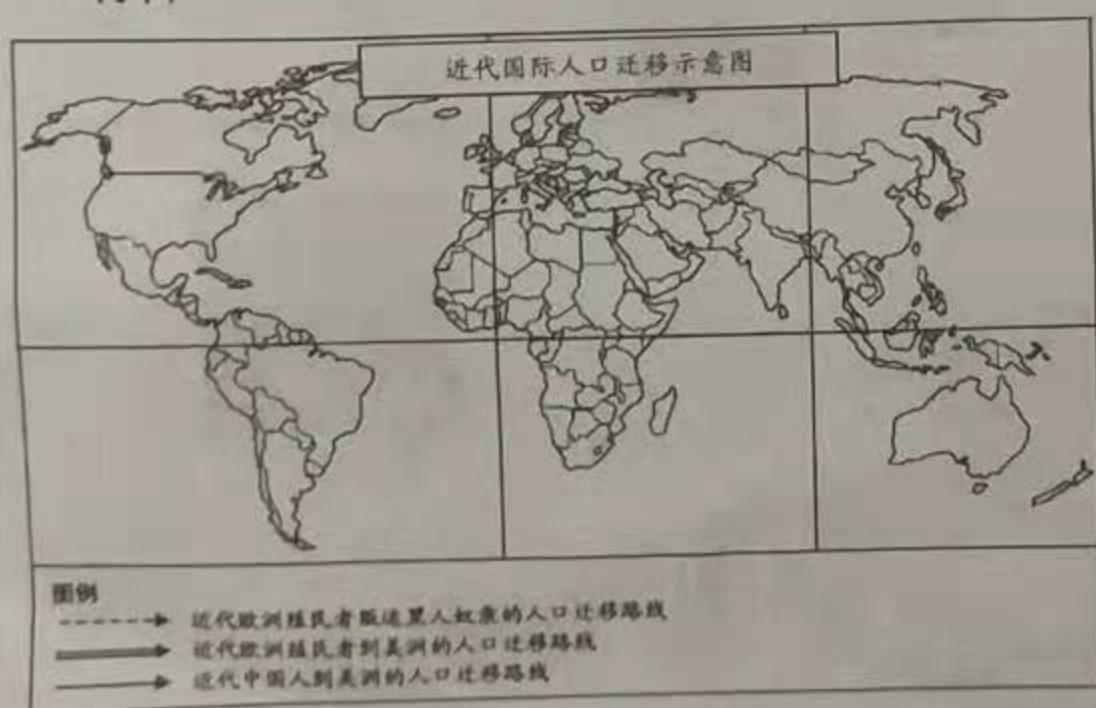 近代国际人口迁移示意图
图例
近代欧洲殖民者贩运黑人奴隶的人口迁移路线
近代欧洲殖民者到美洲的人口迁移路线
近代中国人到美洲的人口迁移路线